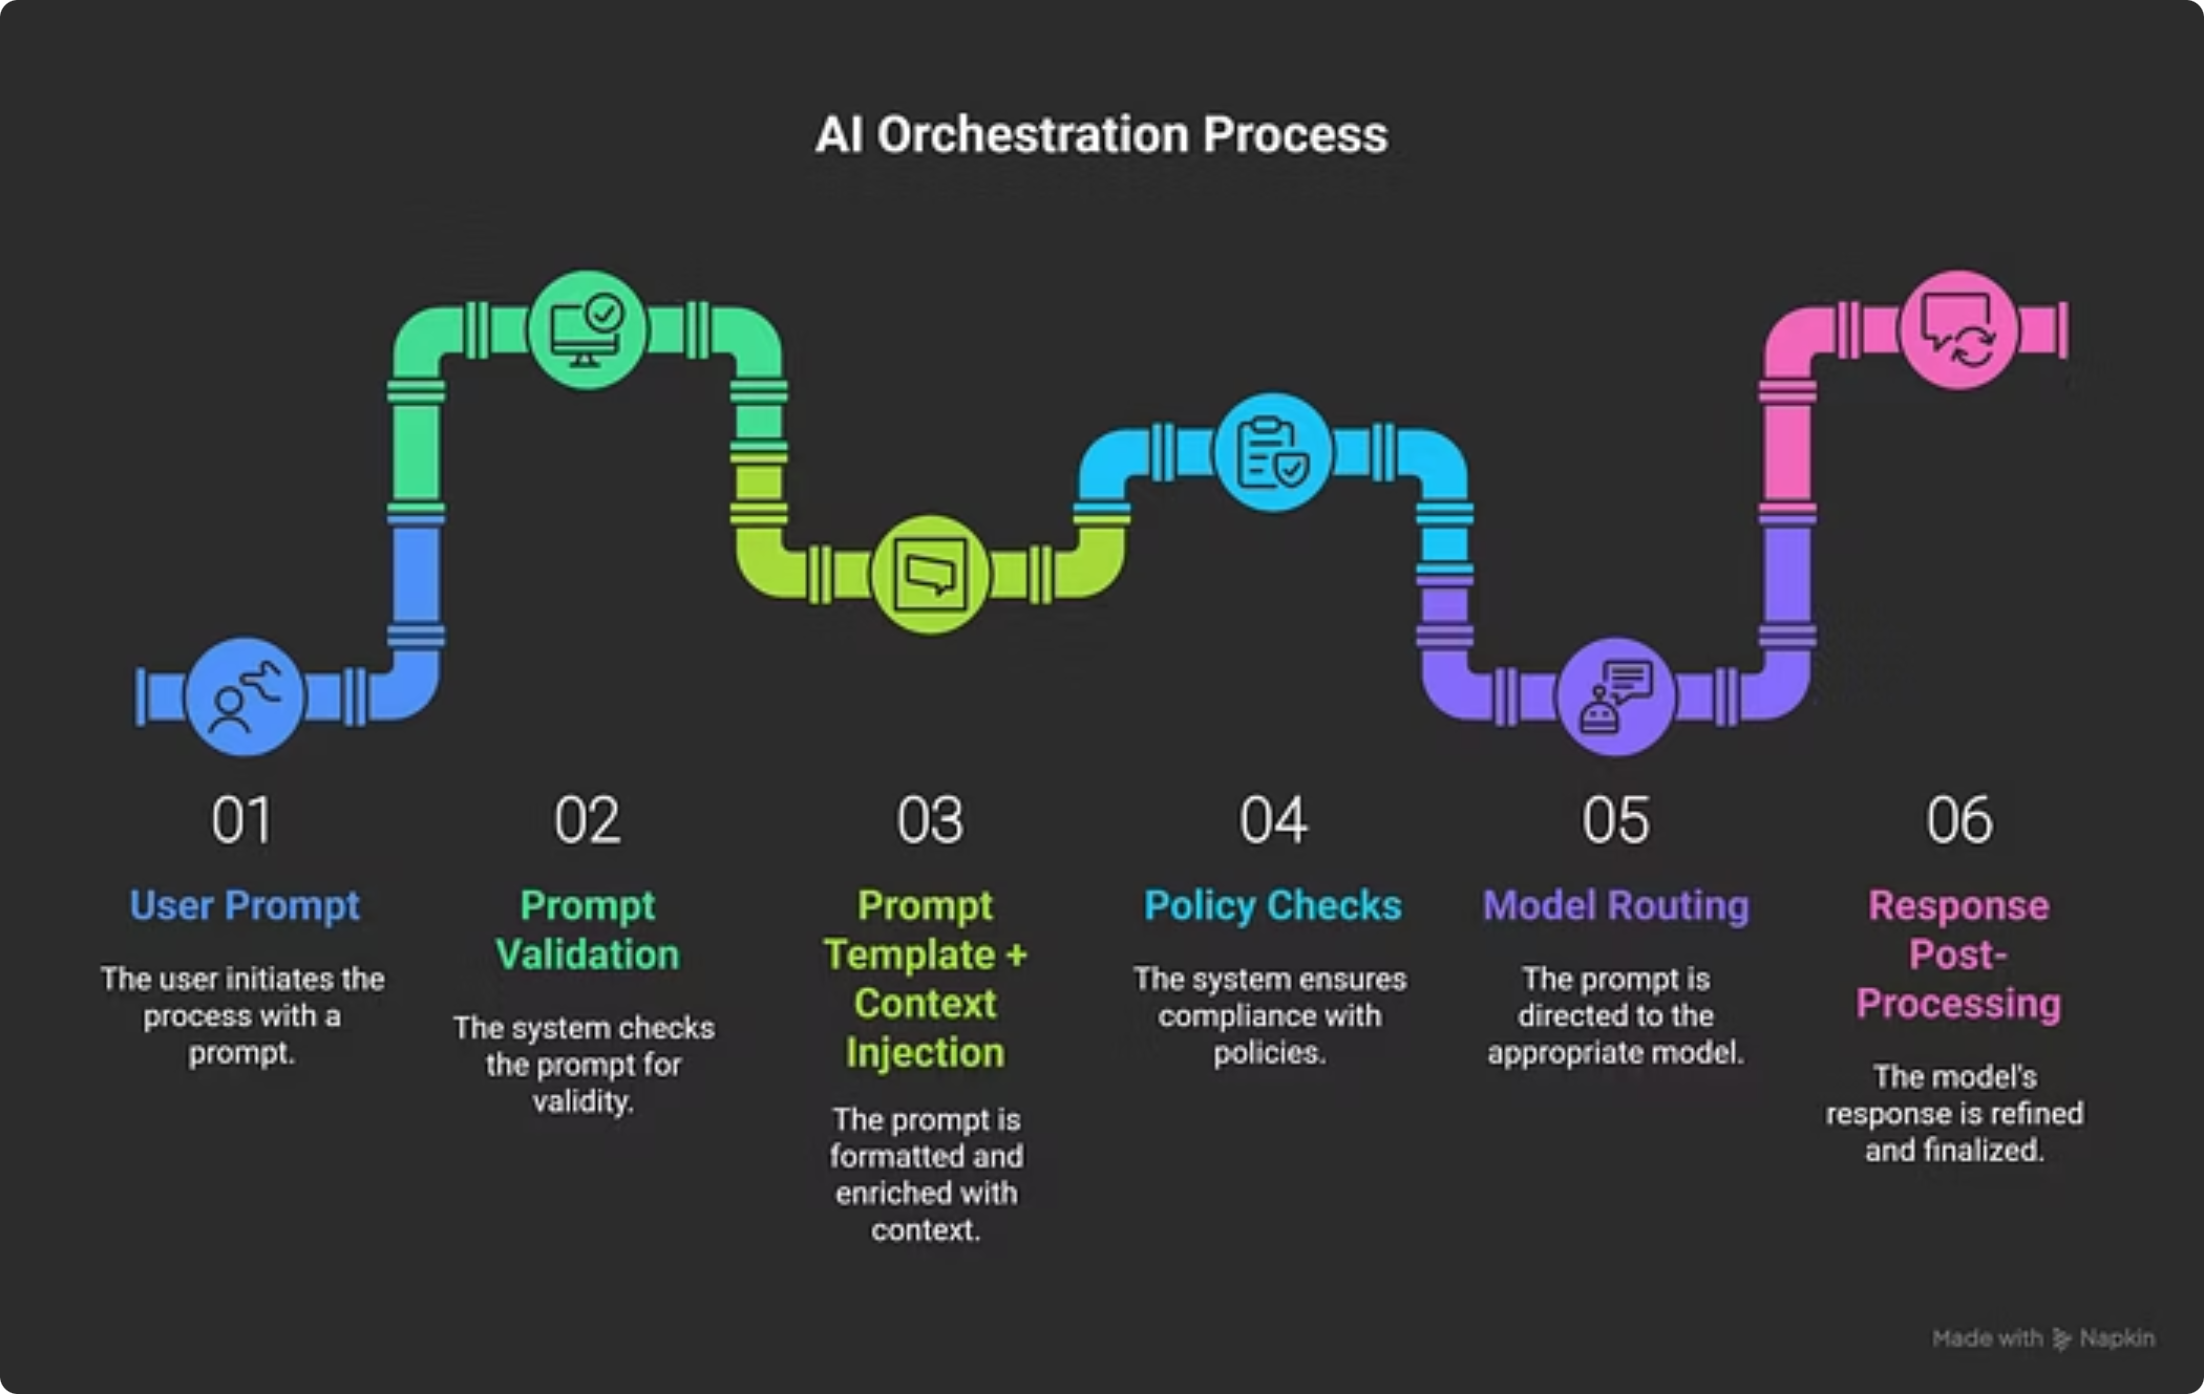 AI Orchestration Process
01
User Prompt
The user initiates the
process with a
prompt.
02
Prompt
Validation
The system checks
the prompt for
validity.
03
Prompt
Template +
Context
Injection
The prompt is
formatted and
enriched with
context.
04
Policy Checks
The system ensures
compliance with
policies.
05
Model Routing
The prompt is
directed to the
appropriate model.
06
Response
Post-
Processing
The model's
response is refined
and finalized.
Made with Napkin